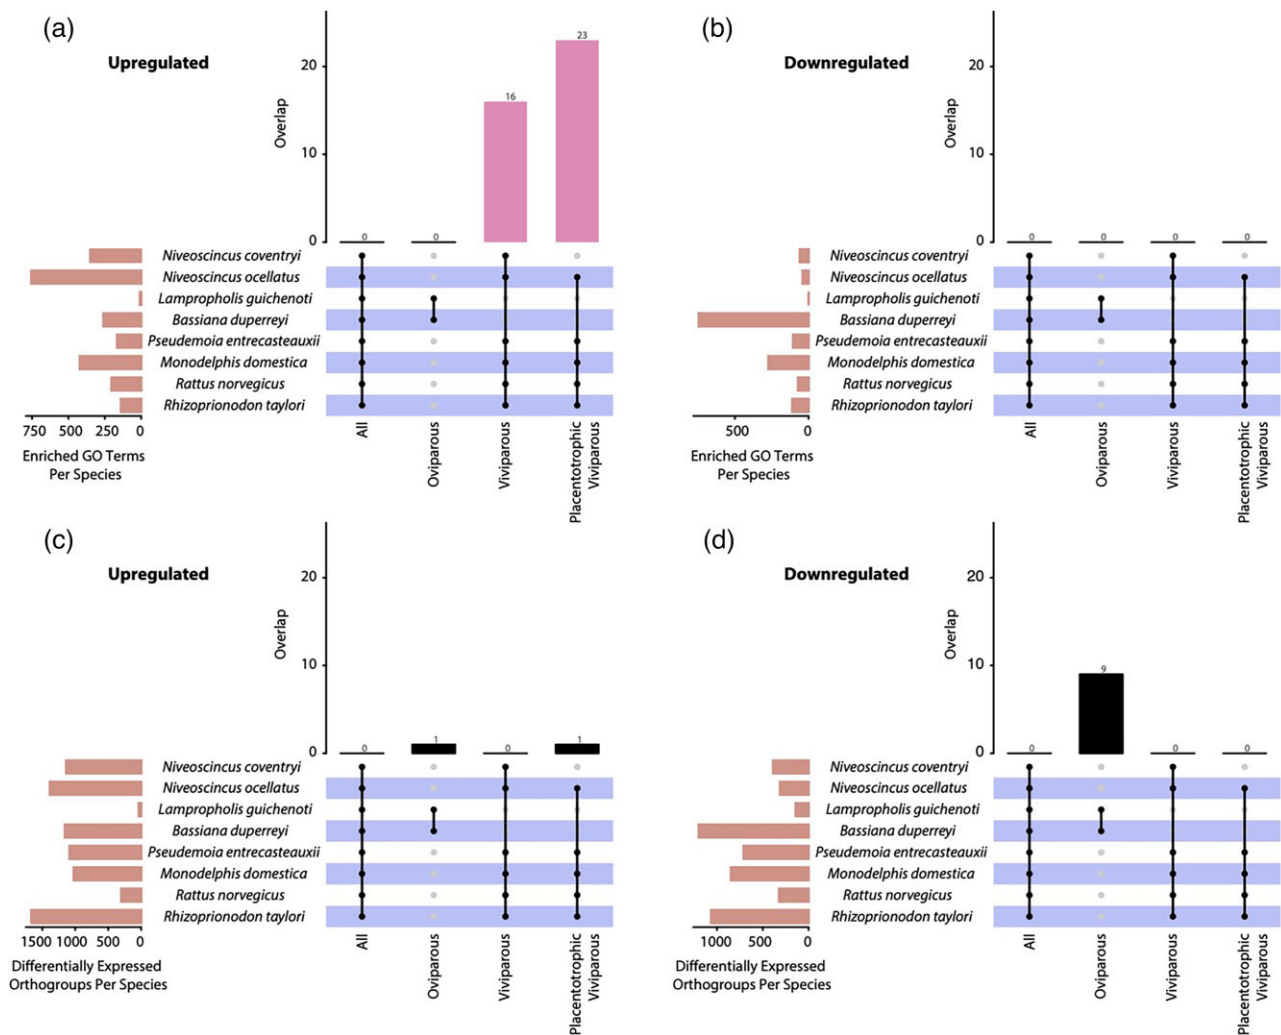 (a)
Upregulated
Overlap
20
10
0
0
0
16
23
Niveoscincus coventryi
Niveoscincus ocellatus
Lampropholis guichenoti
Bassiana duperreyi
Pseudemoia entrecasteauxii
Monodelphis domestica
Rattus norvegicus
Rhizoprionodon taylori
750 500 250 0
Enriched GO Terms
Per Species
All
Oviparous
Viviparous
Placentotrophic
Viviparous
(b)
Downregulated
Overlap
20
10
0
0
0
0
0
Niveoscincus coventryi
Niveoscincus ocellatus
Lampropholis guichenoti
Bassiana duperreyi
Pseudemoia entrecasteauxii
Monodelphis domestica
Rattus norvegicus
Rhizoprionodon taylori
500 0
Enriched GO Terms
Per Species
All
Oviparous
Viviparous
Placentotrophic
Viviparous
(c)
Upregulated
Overlap
20
10
0
0
1
0
1
Niveoscincus coventryi
Niveoscincus ocellatus
Lampropholis guichenoti
Bassiana duperreyi
Pseudemoia entrecasteauxii
Monodelphis domestica
Rattus norvegicus
Rhizoprionodon taylori
1500 1000 500 0
Differentially Expressed
Orthogroups Per Species
All
Oviparous
Viviparous
Placentotrophic
Viviparous
(d)
Downregulated
Overlap
20
10
0
0
9
0
0
Niveoscincus coventryi
Niveoscincus ocellatus
Lampropholis guichenoti
Bassiana duperreyi
Pseudemoia entrecasteauxii
Monodelphis domestica
Rattus norvegicus
Rhizoprionodon taylori
1000 500 0
Differentially Expressed
Orthogroups Per Species
All
Oviparous
Viviparous
Placentotrophic
Viviparous